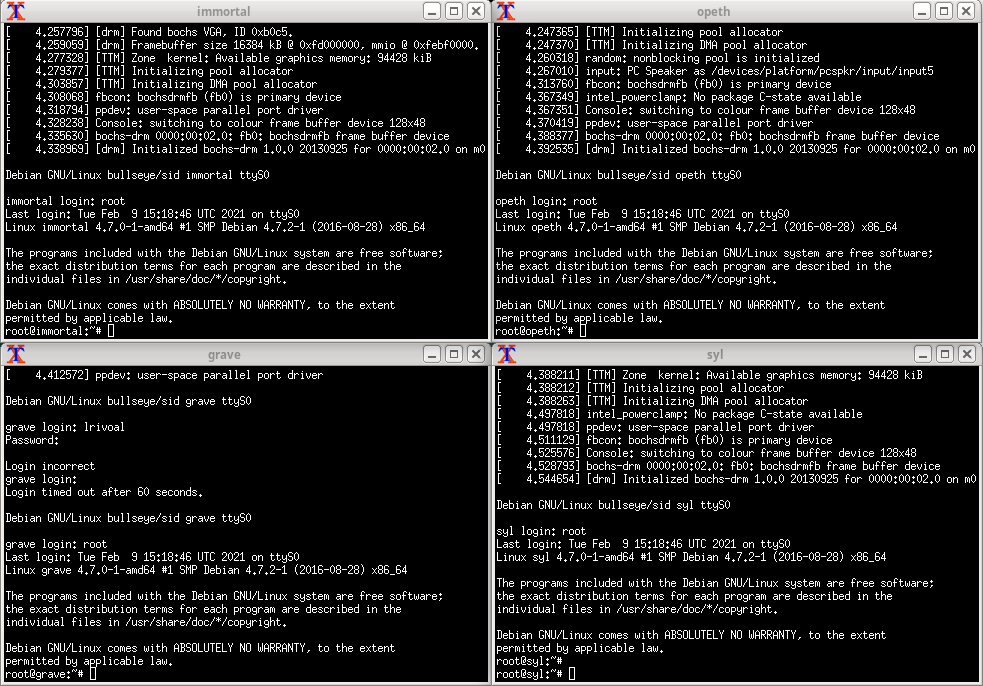 immortal
[    4.257796] [drm] Found bochs VGA, ID 0xb0c5.
[    4.259059] [drm] Framebuffer size 16384 kB @ 0xfd000000, mmio @ 0xfebf0000.
[    4.277328] [TTM] Zone  kernel: Available graphics memory: 94428 kiB
[    4.279377] [TTM] Initializing pool allocator
[    4.303857] [TTM] Initializing DMA pool allocator
[    4.308068] fbcon: bochsdrmfb (fb0) is primary device
[    4.318794] ppdev: user-space parallel port driver
[    4.328238] Console: switching to colour frame buffer device 128x48
[    4.335630] bochs-drm 0000:00:02.0: fb0: bochsdrmfb frame buffer device
[    4.338969] [drm] Initialized bochs-drm 1.0.0 20130925 for 0000:00:02.0 on m0
Debian GNU/Linux bullseye/sid immortal ttyS0
immortal login: root
Last login: Tue Feb  9 15:18:46 UTC 2021 on ttyS0
Linux immortal 4.7.0-1-amd64 #1 SMP Debian 4.7.2-1 (2016-08-28) x86_64
The programs included with the Debian GNU/Linux system are free software;
the exact distribution terms for each program are described in the
individual files in /usr/share/doc/*/copyright.
Debian GNU/Linux comes with ABSOLUTELY NO WARRANTY, to the extent
permitted by applicable law.
root@immortal:~#
opeth
[    4.247365] [TTM] Initializing pool allocator
[    4.247370] [TTM] Initializing DMA pool allocator
[    4.260318] random: nonblocking pool is initialized
[    4.267010] input: PC Speaker as /devices/platform/pcspkr/input/input5
[    4.313760] fbcon: bochsdrmfb (fb0) is primary device
[    4.367349] intel_powerclamp: No package C-state available
[    4.367351] Console: switching to colour frame buffer device 128x48
[    4.370419] ppdev: user-space parallel port driver
[    4.388377] bochs-drm 0000:00:02.0: fb0: bochsdrmfb frame buffer device
[    4.392535] [drm] Initialized bochs-drm 1.0.0 20130925 for 0000:00:02.0 on m0
Debian GNU/Linux bullseye/sid opeth ttyS0
opeth login: root
Last login: Tue Feb  9 15:18:46 UTC 2021 on ttyS0
Linux opeth 4.7.0-1-amd64 #1 SMP Debian 4.7.2-1 (2016-08-28) x86_64
The programs included with the Debian GNU/Linux system are free software;
the exact distribution terms for each program are described in the
individual files in /usr/share/doc/*/copyright.
Debian GNU/Linux comes with ABSOLUTELY NO WARRANTY, to the extent
permitted by applicable law.
root@opeth:~#
grave
[    4.412572] ppdev: user-space parallel port driver
Debian GNU/Linux bullseye/sid grave ttyS0
grave login: lrivoal
Password:
Login incorrect
grave login:
Login timed out after 60 seconds.
Debian GNU/Linux bullseye/sid grave ttyS0
grave login: root
Last login: Tue Feb  9 15:18:46 UTC 2021 on ttyS0
Linux grave 4.7.0-1-amd64 #1 SMP Debian 4.7.2-1 (2016-08-28) x86_64
The programs included with the Debian GNU/Linux system are free software;
the exact distribution terms for each program are described in the
individual files in /usr/share/doc/*/copyright.
Debian GNU/Linux comes with ABSOLUTELY NO WARRANTY, to the extent
permitted by applicable law.
root@grave:~#
syl
[    4.388211] [TTM] Zone  kernel: Available graphics memory: 94428 kiB
[    4.388212] [TTM] Initializing pool allocator
[    4.388263] [TTM] Initializing DMA pool allocator
[    4.497818] intel_powerclamp: No package C-state available
[    4.497818] ppdev: user-space parallel port driver
[    4.511129] fbcon: bochsdrmfb (fb0) is primary device
[    4.525576] Console: switching to colour frame buffer device 128x48
[    4.528793] bochs-drm 0000:00:02.0: fb0: bochsdrmfb frame buffer device
[    4.544654] [drm] Initialized bochs-drm 1.0.0 20130925 for 0000:00:02.0 on m0
Debian GNU/Linux bullseye/sid syl ttyS0
syl login: root
Last login: Tue Feb  9 15:18:46 UTC 2021 on ttyS0
Linux syl 4.7.0-1-amd64 #1 SMP Debian 4.7.2-1 (2016-08-28) x86_64
The programs included with the Debian GNU/Linux system are free software;
the exact distribution terms for each program are described in the
individual files in /usr/share/doc/*/copyright.
Debian GNU/Linux comes with ABSOLUTELY NO WARRANTY, to the extent
permitted by applicable law.
root@syl:~#
root@syl:~#